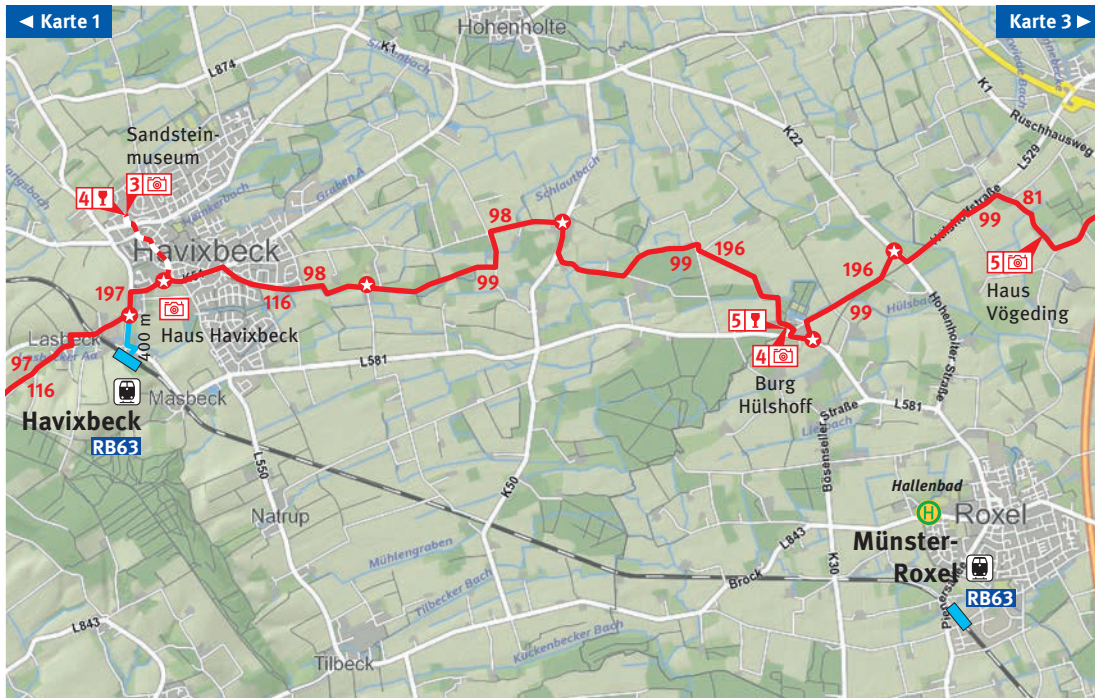 ◄ Karte 1
Karte 3 ►
Hohenholte
K1
L874
K1
K22
Ruschhausweg
L529
Sandstein-
museum
4
3
Schlautbach
Havixbeck
98
Hülshoffstraße
99
81
197
98
116
99
99
196
196
99
5
Haus
Vögeding
Haus Havixbeck
Lasbeck
400 m
97
116
Hülsbach
Hohenholter Straße
5
4
Burg
Hülshoff
L581
L581
Masbeck
Havixbeck
RB63
Bösenseller Straße
L550
K50
Natrup
Hallenbad
H
Roxel
Münster-
Roxel
RB63
Mühlengraben
L843
Brock
K30
Tilbecker Bach
Kückenbecker Bach
L843
Tilbeck